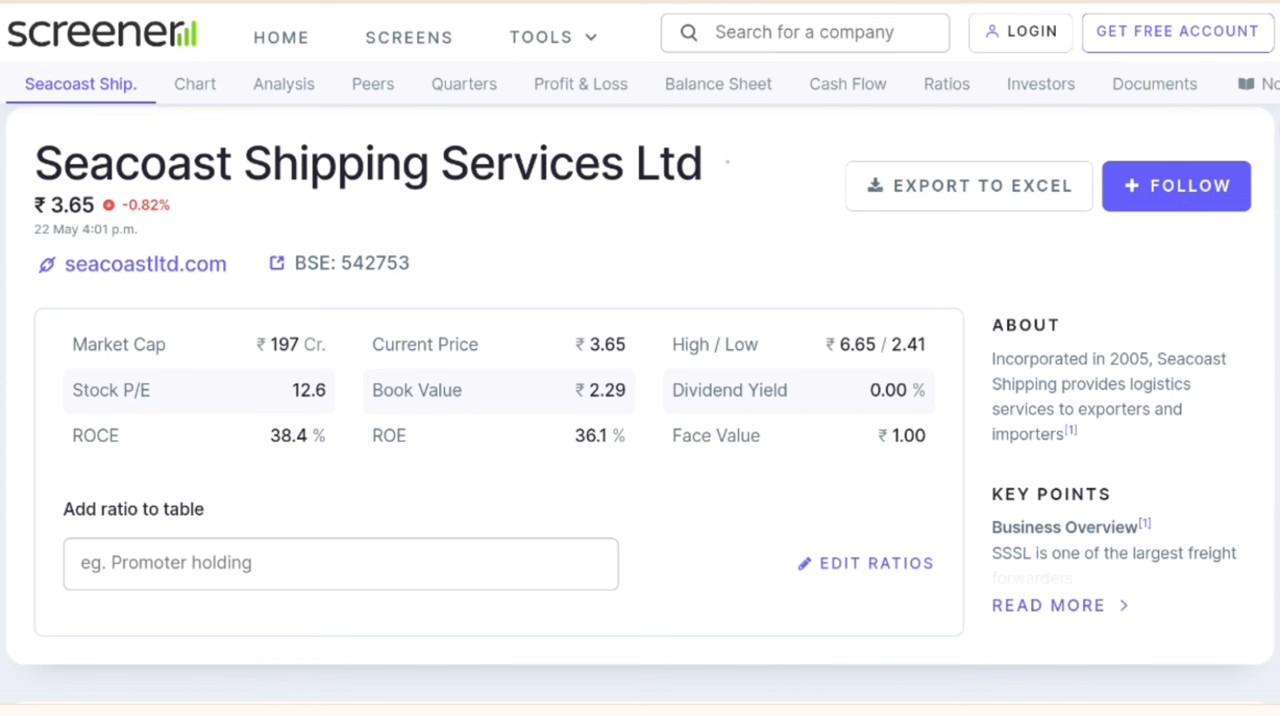 screener
HOME SCREENS TOOLS
Search for a company
LOGIN
GET FREE ACCOUNT
Seacoast Ship. Chart Analysis Peers Quarters Profit & Loss Balance Sheet Cash Flow Ratios Investors Documents
Seacoast Shipping Services Ltd
EXPORT TO EXCEL
+ FOLLOW
₹ 3.65 -0.82%
22 May 4:01 p.m.
seacoastltd.com BSE: 542753
Market Cap ₹ 197 Cr. Current Price ₹ 3.65 High / Low ₹ 6.65 / 2.41
Stock P/E 12.6 Book Value ₹ 2.29 Dividend Yield 0.00 %
ROCE 38.4 % ROE 36.1 % Face Value ₹ 1.00
Add ratio to table
eg. Promoter holding
EDIT RATIOS
ABOUT
Incorporated in 2005, Seacoast
Shipping provides logistics
services to exporters and
importers[1]
KEY POINTS
Business Overview[1]
SSSL is one of the largest freight
forwarders
READ MORE